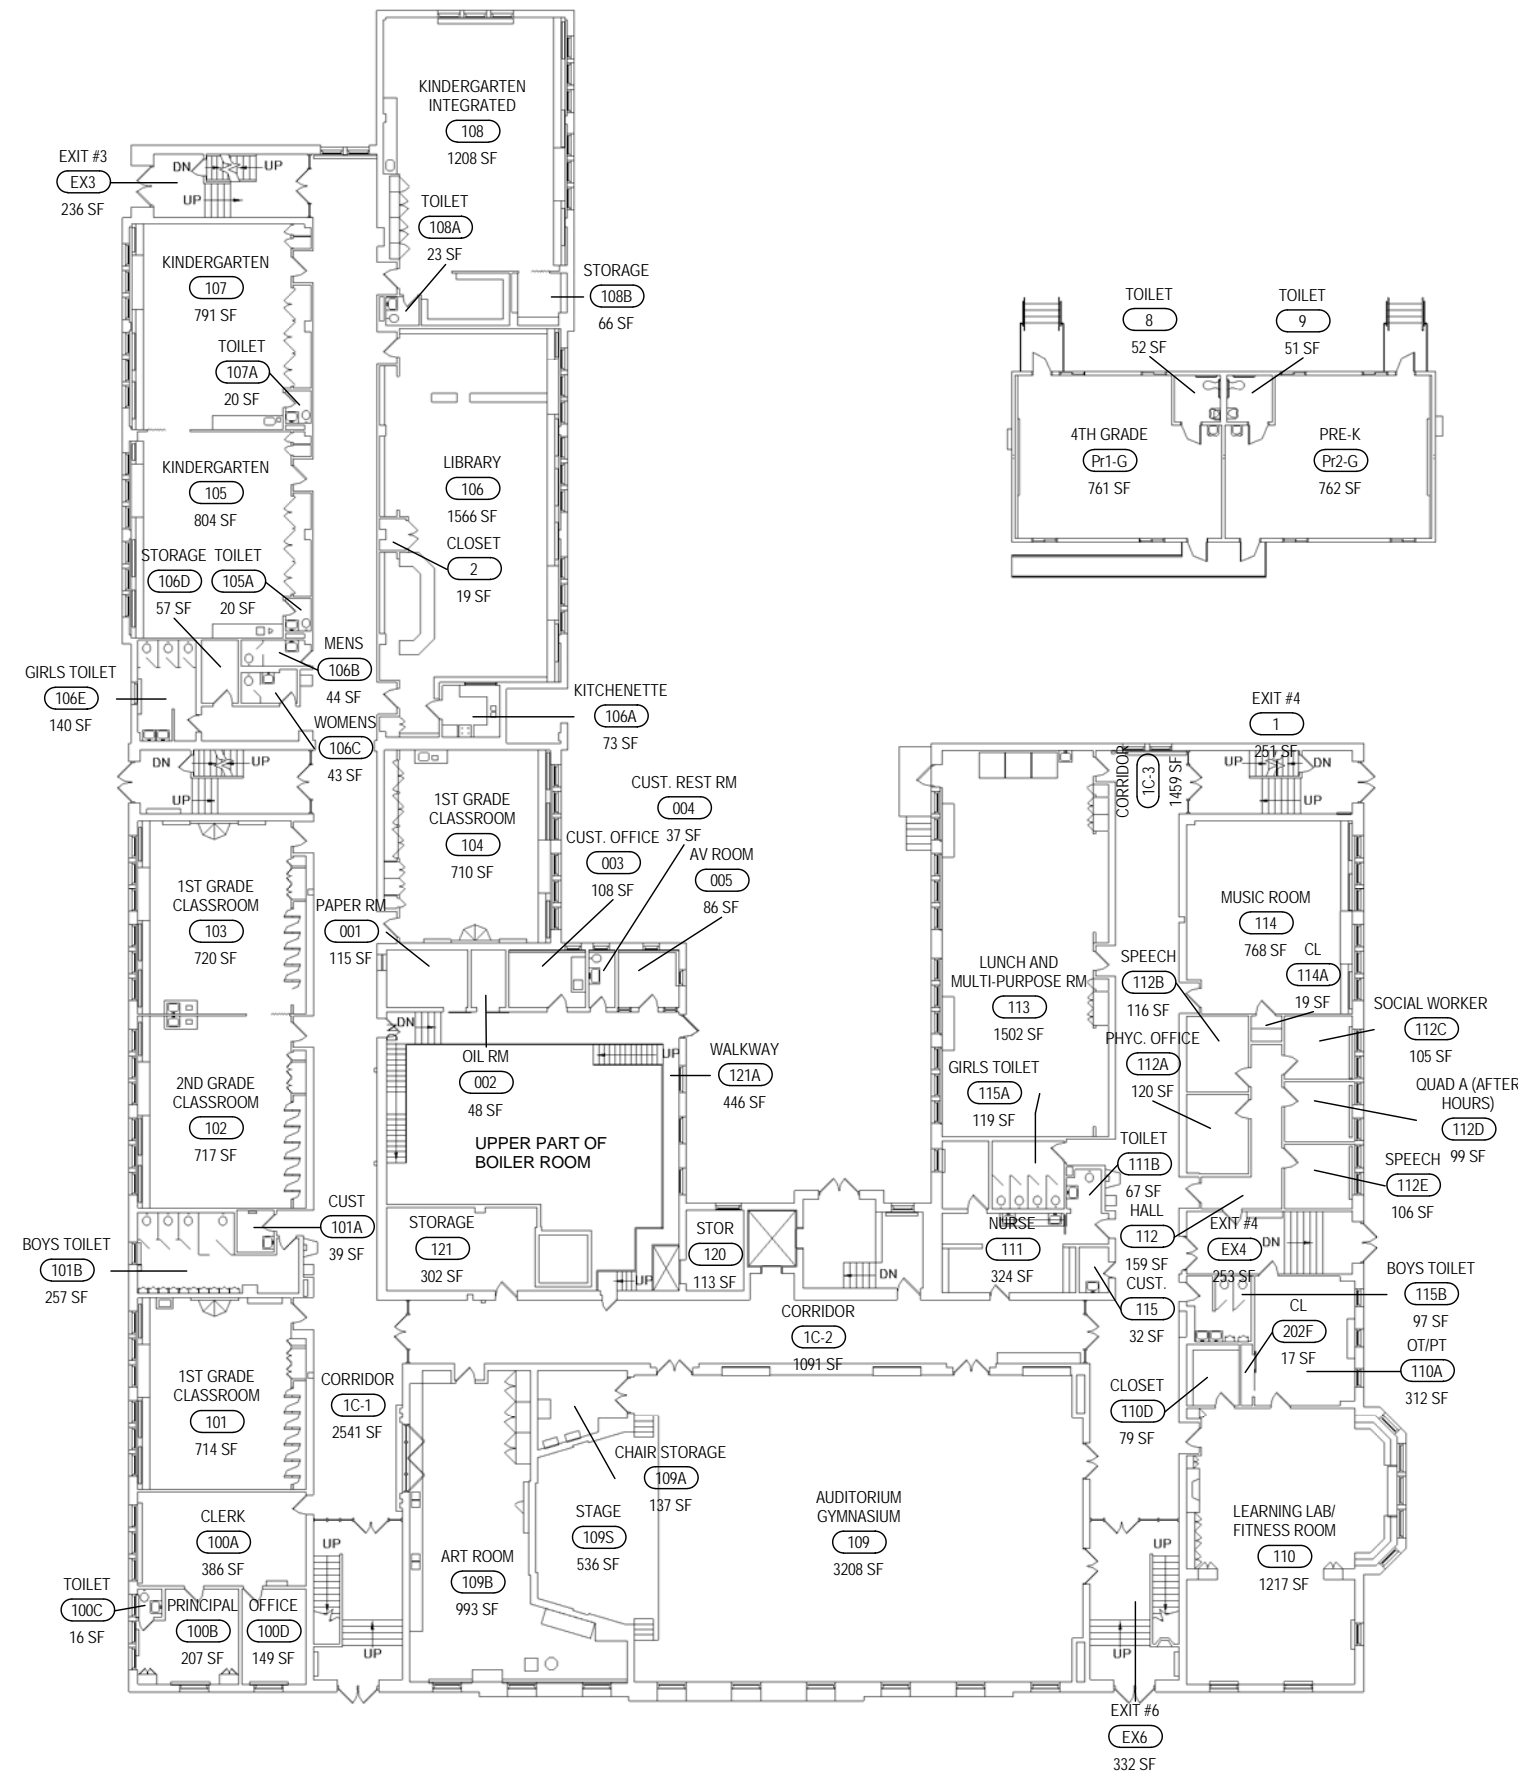 KINDERGARTEN
INTEGRATED
108
1208 SF
EXIT #3
EX3
236 SF
DN
UP
UP
TOILET
108A
23 SF
STORAGE
108B
66 SF
KINDERGARTEN
107
791 SF
TOILET
107A
20 SF
KINDERGARTEN
105
804 SF
LIBRARY
106
1566 SF
CLOSET
2
19 SF
STORAGE
106D
57 SF
TOILET
105A
20 SF
MENS
106B
44 SF
GIRLS TOILET
106E
140 SF
WOMENS
106C
43 SF
KITCHENETTE
106A
73 SF
DN
UP
UP
TOILET
8
52 SF
TOILET
9
51 SF
4TH GRADE
Pr1-G
761 SF
PRE-K
Pr2-G
762 SF
1ST GRADE
CLASSROOM
104
710 SF
CUST. REST RM
004
37 SF
CUST. OFFICE
003
108 SF
AV ROOM
005
86 SF
1ST GRADE
CLASSROOM
103
720 SF
PAPER RM
001
115 SF
DN
OIL RM
002
48 SF
UP
WALKWAY
121A
446 SF
2ND GRADE
CLASSROOM
102
717 SF
UPPER PART OF
BOILER ROOM
CUST
101A
39 SF
BOYS TOILET
101B
257 SF
STORAGE
121
302 SF
UP
STOR
120
113 SF
DN
EXIT #4
1
251 SF
UP
DN
UP
CORRIDOR
1C-3
1459 SF
MUSIC ROOM
114
768 SF
CL
114A
19 SF
LUNCH AND
MULTI-PURPOSE RM
113
1502 SF
SPEECH
112B
116 SF
SOCIAL WORKER
112C
105 SF
PHYC. OFFICE
112A
120 SF
GIRLS TOILET
115A
119 SF
QUAD A (AFTER
HOURS)
112D
99 SF
TOILET
111B
67 SF
SPEECH
112E
106 SF
HALL
112
159 SF
NURSE
111
324 SF
EXIT #4
EX4
253 SF
DN
CUST.
115
32 SF
BOYS TOILET
115B
97 SF
CL
202F
17 SF
OT/PT
110A
312 SF
CORRIDOR
1C-2
1091 SF
CLOSET
110D
79 SF
1ST GRADE
CLASSROOM
101
714 SF
CORRIDOR
1C-1
2541 SF
CHAIR STORAGE
109A
137 SF
STAGE
109S
536 SF
AUDITORIUM
GYMNASIUM
109
3208 SF
LEARNING LAB/
FITNESS ROOM
110
1217 SF
CLERK
100A
386 SF
ART ROOM
109B
993 SF
UP
UP
UP
UP
TOILET
100C
16 SF
PRINCIPAL
100B
207 SF
OFFICE
100D
149 SF
EXIT #6
EX6
332 SF